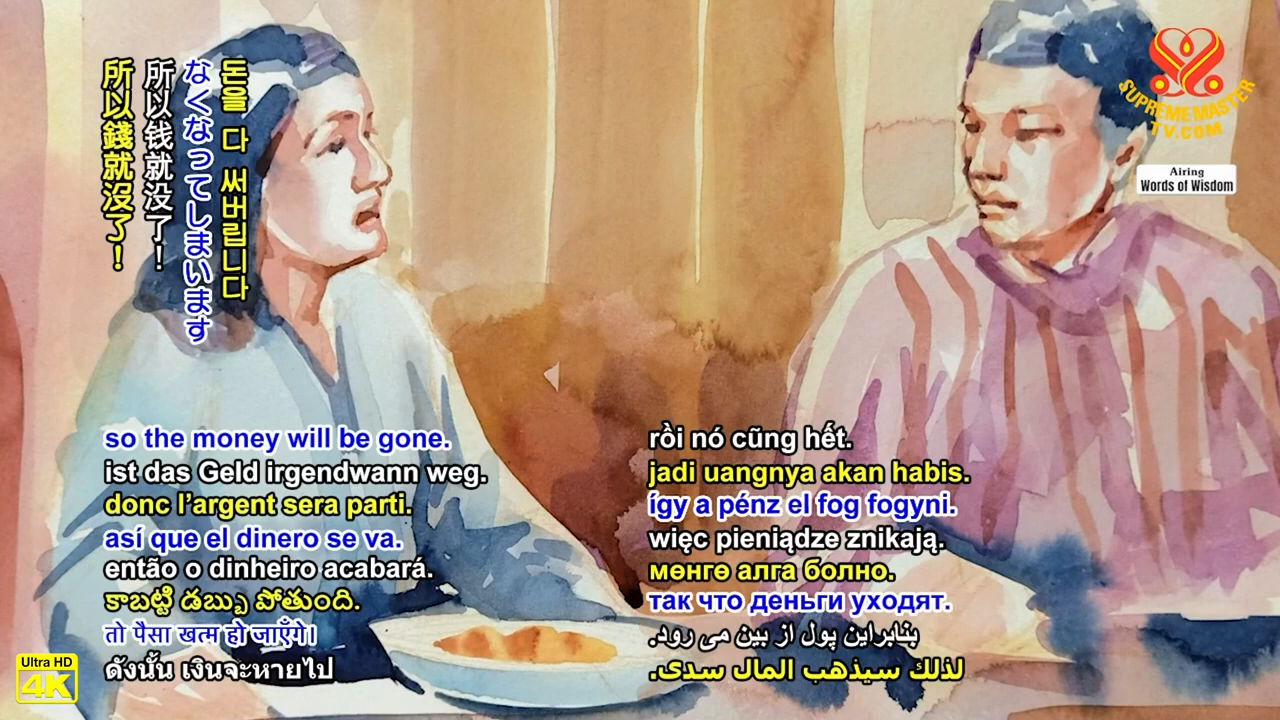 所以錢就沒了！
所以钱就没了！
なくなってしまいます
돈을 다 써버립니다
SUPREME MASTER
TV.COM
Airing
Words of Wisdom
so the money will be gone.
ist das Geld irgendwann weg.
donc l’argent sera parti.
así que el dinero se va.
então o dinheiro acabará.
కాబట్టి డబ్బు పోతుంది.
तो पैसा खत्म हो जाएँगे।
ดังนั้น เงินจะหายไป
rồi nó cũng hết.
jadi uangnya akan habis.
így a pénz el fog fogyni.
więc pieniądze znikają.
мөнгө алга болно.
так что деньги уходят.
بنابراین پول از بین می رود.
لذلك سيذهب المال سدى.
Ultra HD
4K